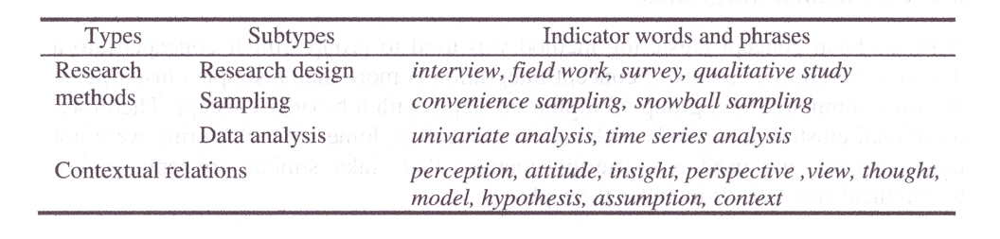 Types Subtypes Indicator words and phrases
Research Research design interview, field work, survey, qualitative study
methods Sampling convenience sampling, snowball sampling
Data analysis univariate analysis, time series analysis
Contextual relations perception, attitude, insight, perspective ,view, thought,
model, hypothesis, assumption, context